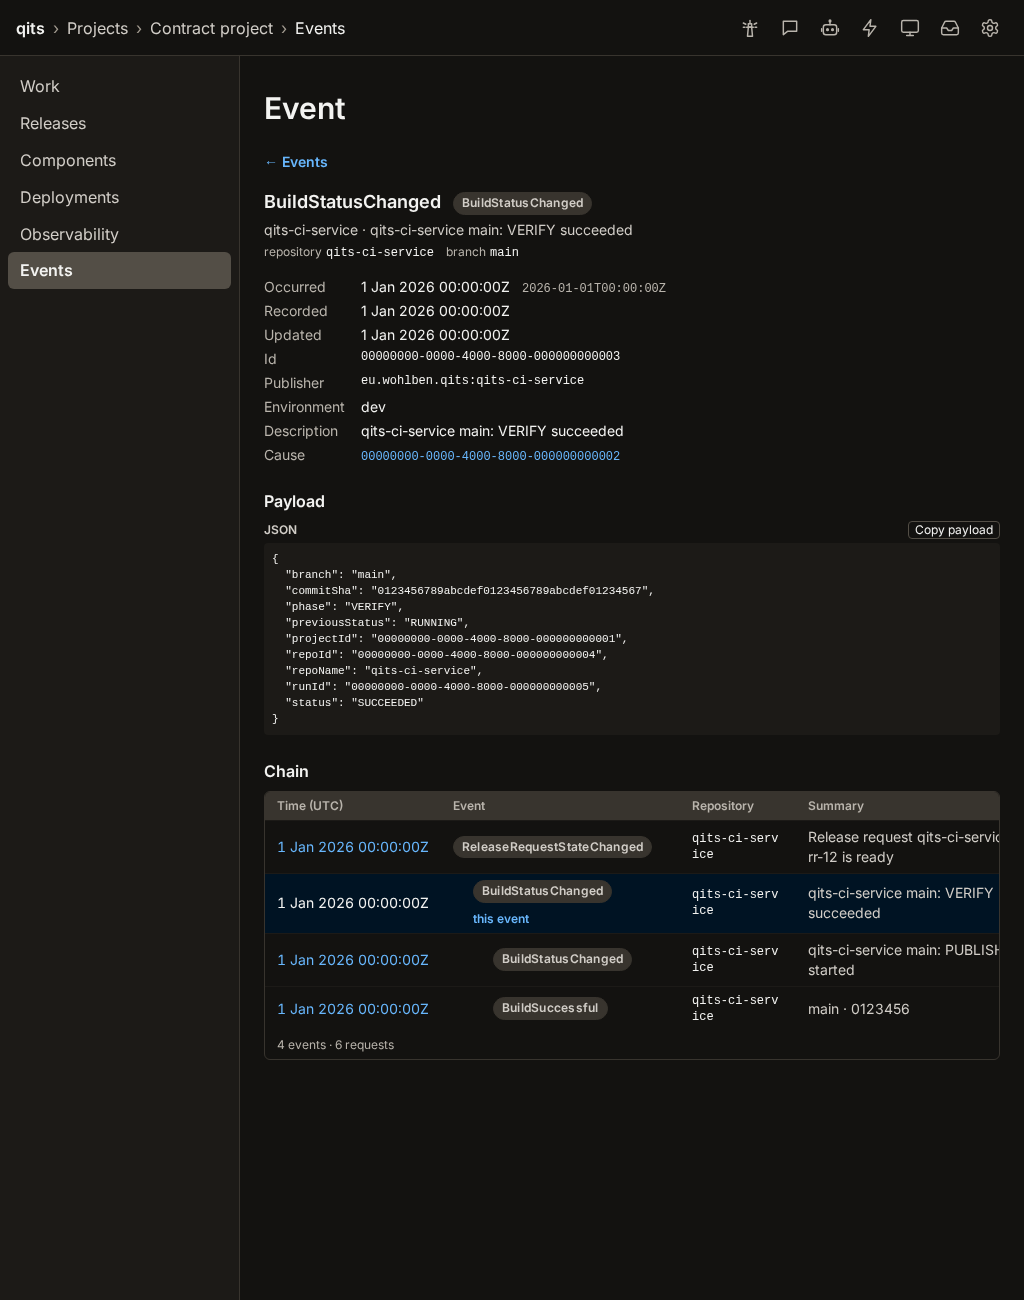 qits › Projects › Contract project › Events
Work
Releases
Components
Deployments
Observability
Events
Event
← Events
BuildStatusChanged BuildStatusChanged
qits-ci-service · qits-ci-service main: VERIFY succeeded
repository qits-ci-service branch main
Occurred 1 Jan 2026 00:00:00Z 2026-01-01T00:00:00Z
Recorded 1 Jan 2026 00:00:00Z
Updated 1 Jan 2026 00:00:00Z
Id 00000000-0000-4000-8000-000000000003
Publisher eu.wohlben.qits:qits-ci-service
Environment dev
Description qits-ci-service main: VERIFY succeeded
Cause 00000000-0000-4000-8000-000000000002
Payload
JSON Copy payload
{
"branch": "main",
"commitSha": "0123456789abcdef0123456789abcdef01234567",
"phase": "VERIFY",
"previousStatus": "RUNNING",
"projectId": "00000000-0000-4000-8000-000000000001",
"repoId": "00000000-0000-4000-8000-000000000004",
"repoName": "qits-ci-service",
"runId": "00000000-0000-4000-8000-000000000005",
"status": "SUCCEEDED"
}
Chain
Time (UTC) Event Repository Summary
1 Jan 2026 00:00:00Z ReleaseRequestStateChanged qits-ci-serv
ice
Release request
rr-12 is ready
1 Jan 2026 00:00:00Z BuildStatusChanged
this event
qits-ci-serv
ice
qits-ci-service main: VERIFY
succeeded
1 Jan 2026 00:00:00Z BuildStatusChanged qits-ci-serv
ice
qits-ci-service main:
started
1 Jan 2026 00:00:00Z BuildSuccessful qits-ci-serv
ice
main · 0123456
4 events · 6 requests